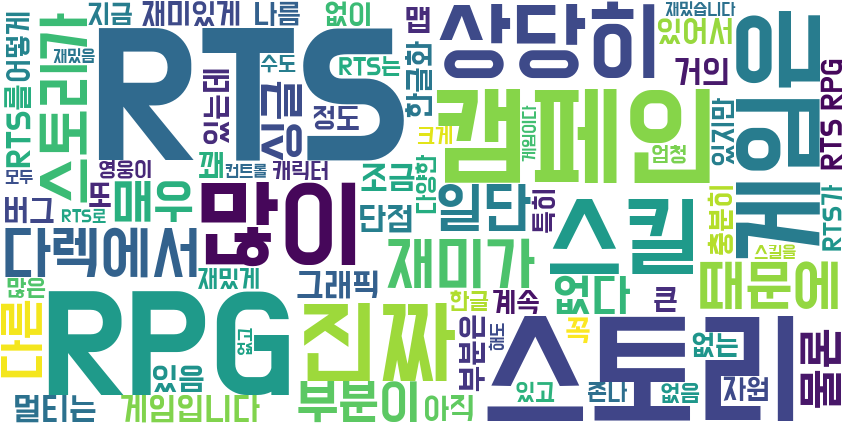 지금
재미있게
나름
없이
맵
상당히
재밌습니다
있어서
게임은
RTS를어떻게
재밌음
스토리가
RTS
수도
RTS는
한글화
거의
있는데
싱글
정도
크게
캠페인
게임이다
엄청
있지만
RTS RPG
모두
영웅이
또
꽤
컨트롤
캐릭터
조금
다양한
버그
RTS로
매우
많이
단점
일단
특히
스킬
충분히
RTS가
다렉에서
재미가
스킬을
때문에
많은
재밌게
그래픽
한글
계속
없다
큰
다른
RPG
없고
진짜
부분은
해도
스토리
꼭
없는
물론
있음
있고
존나
없음
자원
멀티는
게임입니다
부분이
아직